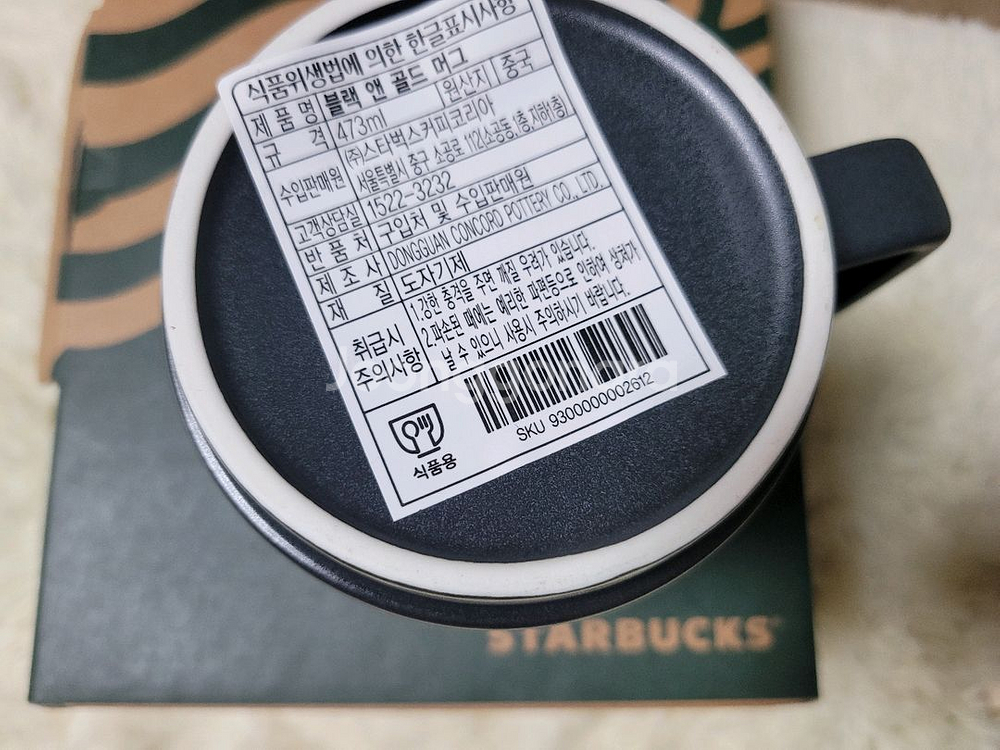 식품위생법에 의한 한글표시사항
제 품 명 블랙 앤 골드 머그 원산지 중국
규 격 473ml
수입판매원 (주)스타벅스커피코리아
서울특별시 중구 소공로 112(소공동,1층,지하1층)
고객상담실 1522-3232
반 품 처 구입처 및 수입판매원
제 조 사 DONGGUAN CONCORD POTTERY CO., LTD.
재 질 도자기제
취급시 주의사항 1.강한 충격을 주면 깨질 우려가 있습니다.
2.파손된 때에는 예리한 파편등으로 인하여 상처가
날 수 있으니 사용시 주의하시기 바랍니다.
SKU 9300000002612
식품용
STARBUCKS